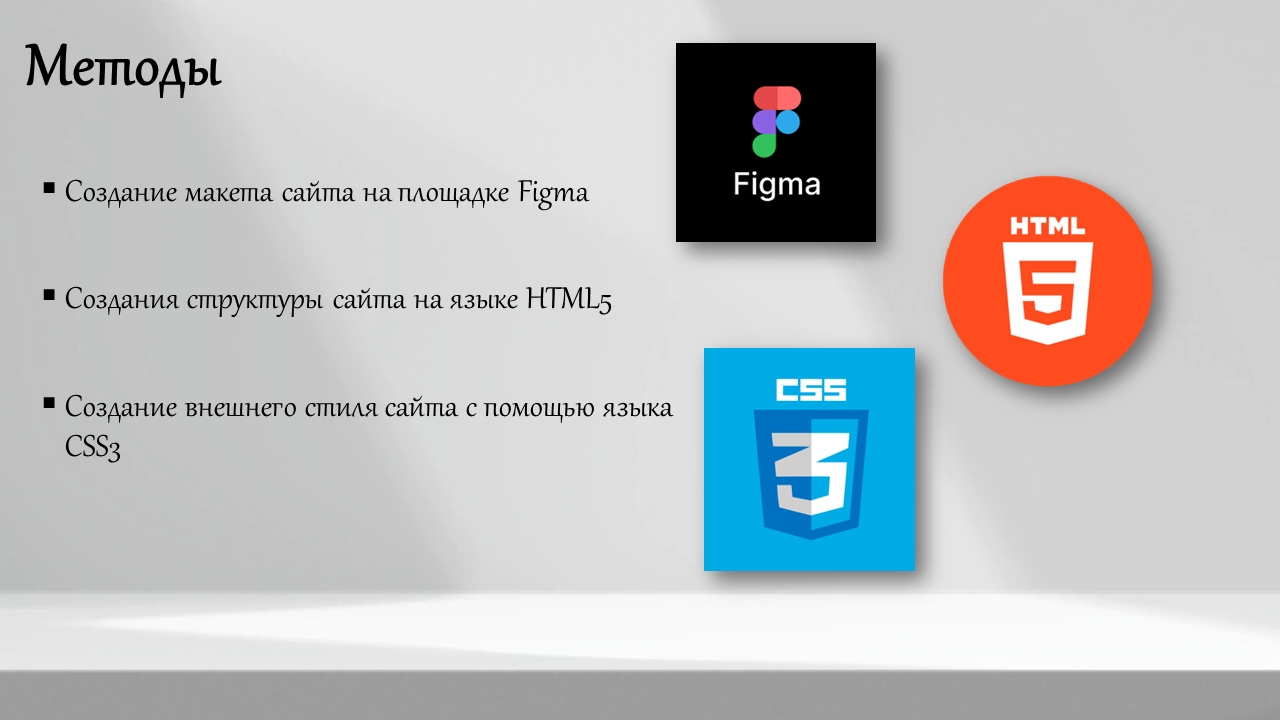 Методы
Создание макета сайта на площадке Figma
Создания структуры сайта на языке HTML5
Создание внешнего стиля сайта с помощью языка
CSS3
Figma
HTML
5
CSS
3